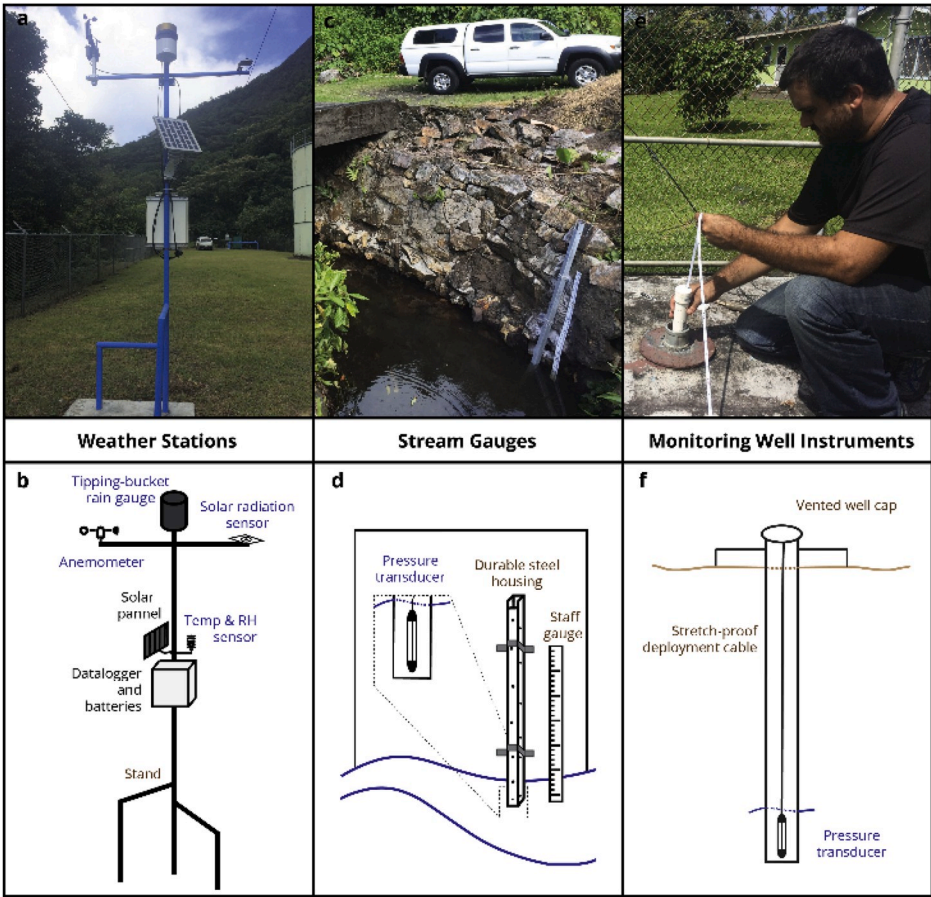 a
c
e
Weather Stations
Stream Gauges
Monitoring Well Instruments
b
Tipping-bucket
rain gauge
Solar radiation
sensor
Anemometer
Solar
pannel
Temp & RH
sensor
Datalogger
and
batteries
Stand
d
Pressure
transducer
Durable steel
housing
Staff
gauge
f
Vented well cap
Stretch-proof
deployment cable
Pressure
transducer